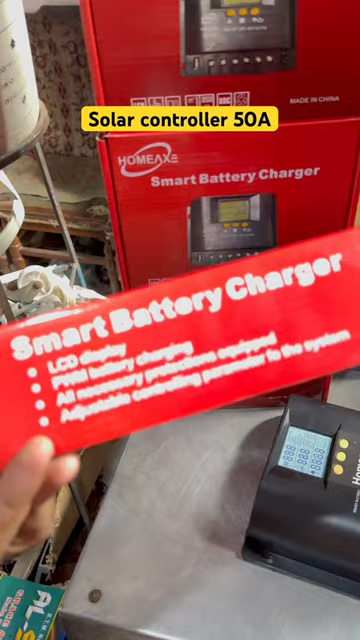 MADE IN CHINA
Solar controller 50A
HOMEAXE
Smart Battery Charger
Smart Battery Charger
LCD display
PWM battery charging
All necessary protections equipped
Adjustable controlling parameter fo the system